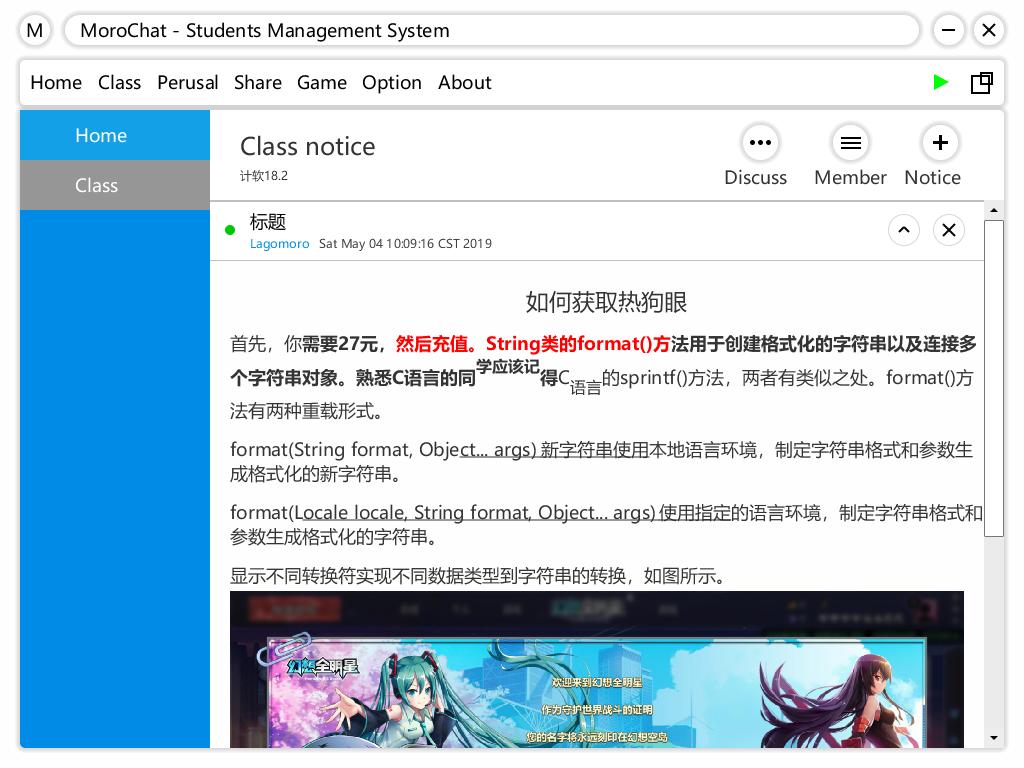 M
MoroChat - Students Management System
Home Class Perusal Share Game Option About
Home
Class
Class notice
计软18.2
Discuss Member Notice
标题
Lagomoro Sat May 04 10:09:16 CST 2019
如何获取热狗眼
首先，你需要27元，然后充值。String类的format()方法用于创建格式化的字符串以及连接多
个字符串对象。熟悉C语言的同学应该记得C语言的sprintf()方法，两者有类似之处。format()方
法有两种重载形式。
format(String format, Object... args) 新字符串使用本地语言环境，制定字符串格式和参数生
成格式化的新字符串。
format(Locale locale, String format, Object... args) 使用指定的语言环境，制定字符串格式和
参数生成格式化的字符串。
显示不同转换符实现不同数据类型到字符串的转换，如图所示。
幻想全明星
欢迎来到幻想全明星
作为守护世界战斗的证明
您的名字将永远刻印在幻想空岛